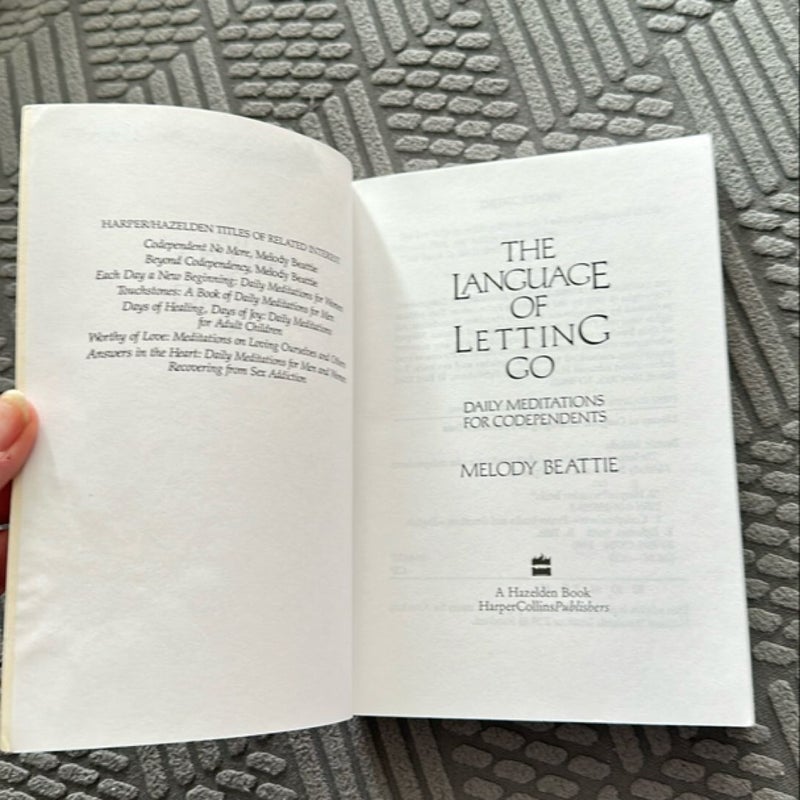 HARPER/HAZELDEN TITLES OF RELATED INTEREST
Codependent No More, Melody Beattie
Beyond Codependency, Melody Beattie
Each Day a New Beginning: Daily Meditations for Women
Touchstones: A Book of Daily Meditations for Men
Days of Healing, Days of Joy: Daily Meditations
for Adult Children
Worthy of Love: Meditations on Loving Ourselves and Others
Answers in the Heart: Daily Meditations for Men and Women
Recovering from Sex Addiction
THE
LANGUAGE
OF
LETTING
GO
DAILY MEDITATIONS
FOR CODEPENDENTS
MELODY BEATTIE
A Hazelden Book
HarperCollinsPublishers